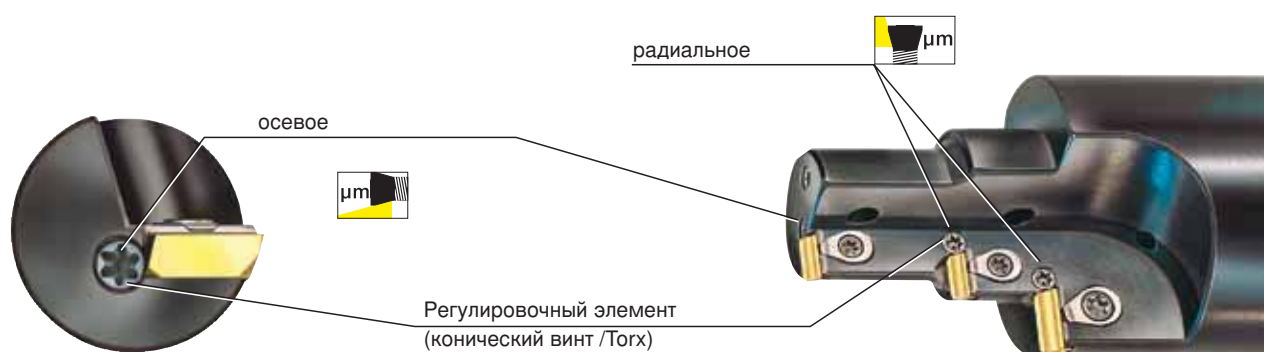 µm
радиальное
осевое
µm
Регулировочный элемент
(конический винт /Torx)